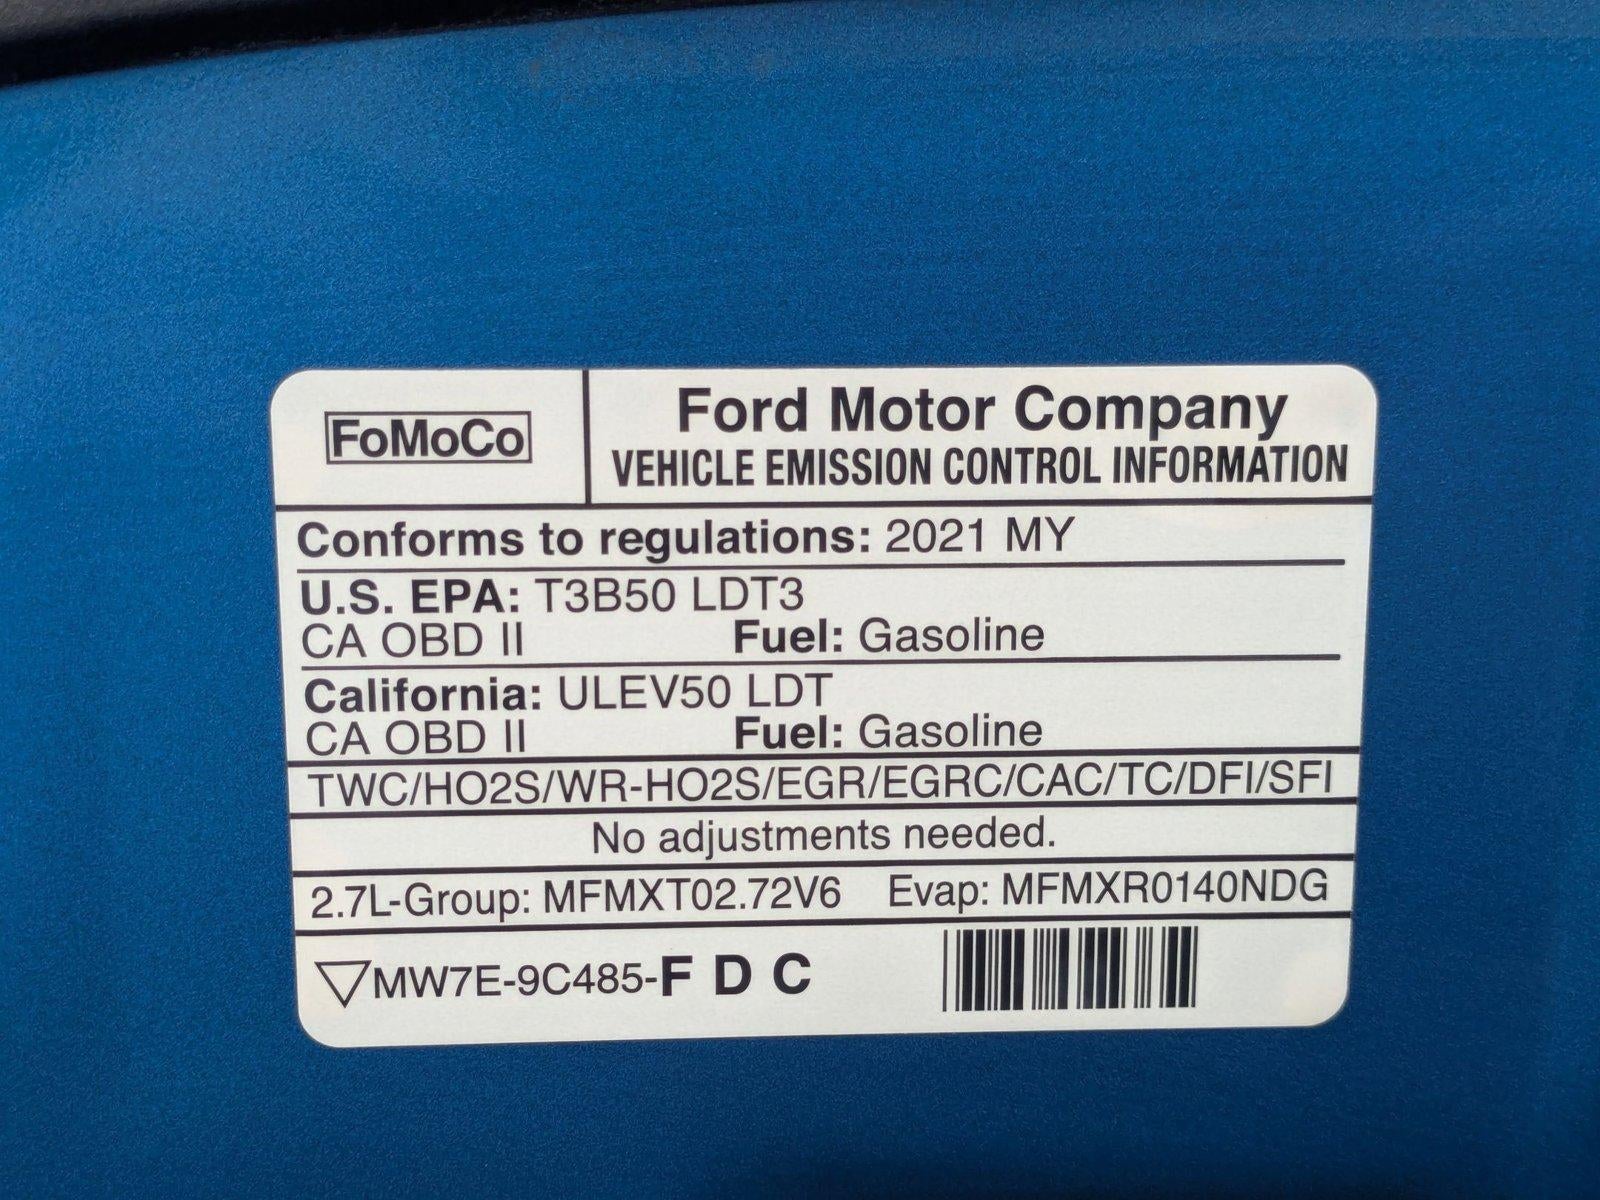 FoMoCo
Ford Motor Company
VEHICLE EMISSION CONTROL INFORMATION
Conforms to regulations: 2021 MY
U.S. EPA: T3B50 LDT3
CA OBD II Fuel: Gasoline
California: ULEV50 LDT
CA OBD II Fuel: Gasoline
TWC/HO2S/WR-HO2S/EGR/EGRC/CAC/TC/DFI/SFI
No adjustments needed.
2.7L-Group: MFMXT02.72V6 Evap: MFMXR0140NDG
MW7E-9C485-F D C